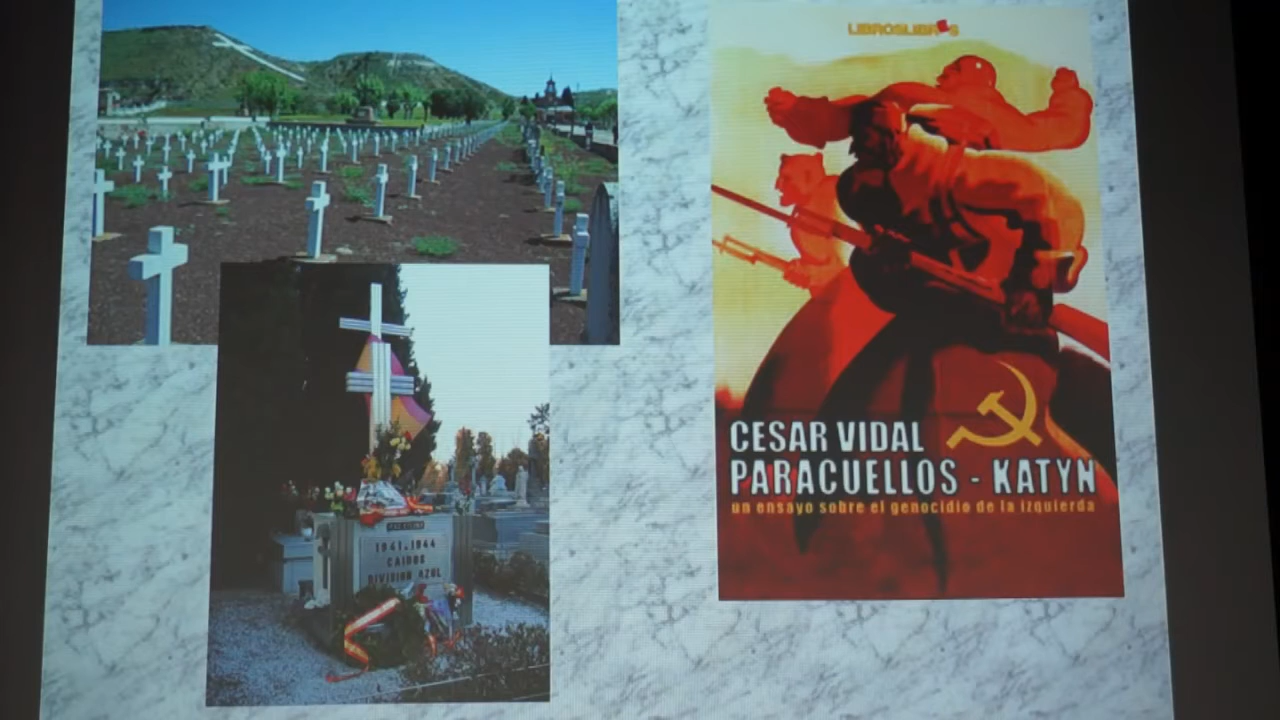 LIBROSLIBRES
CESAR VIDAL
PARACUELLOS - KATYN
un ensayo sobre el genocidio de la izquierda
1941.1944
CAIDOS
DIVISION AZUL